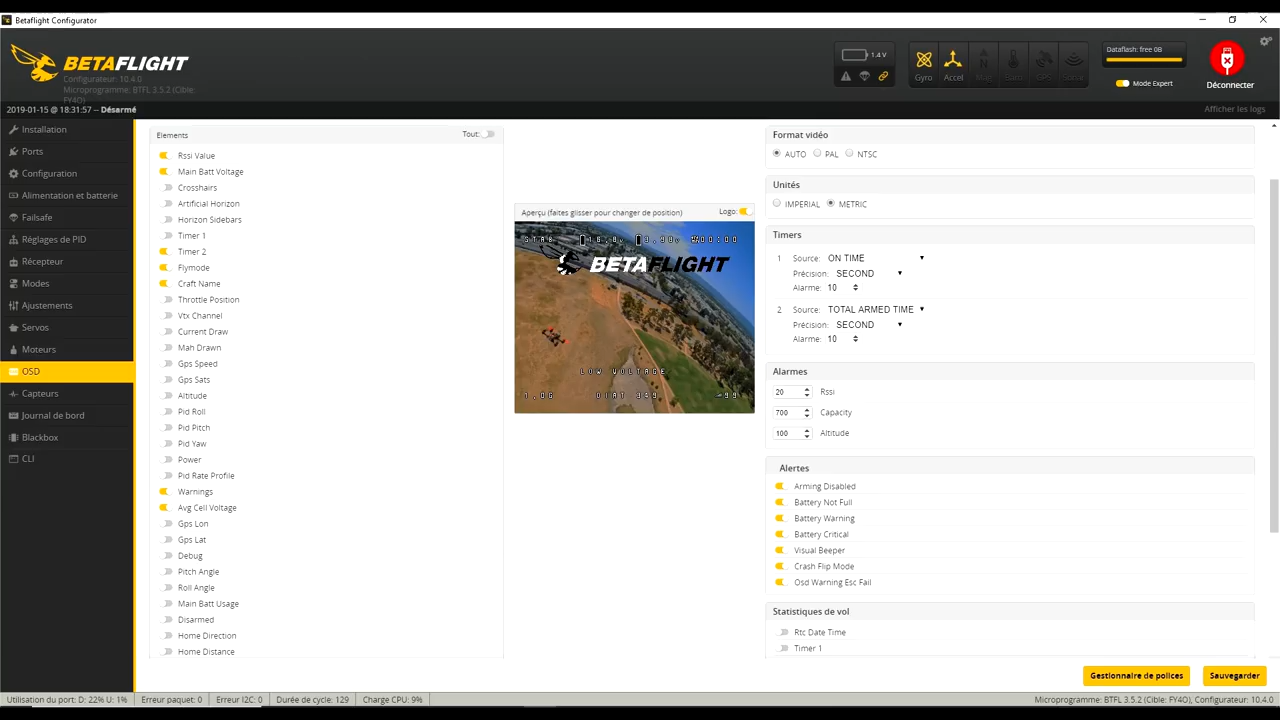 Betaflight Configurator
BETAFLIGHT
Configurateur: 10.4.0
Microprogramme: BTFL 3.5.2 (Cible:
FY4O)
1.4 V
Gyro
Accel
Mag
Baro
GPS
Sonar
Dataflash: free 0B
Mode Expert
Déconnecter
2019-01-15 @ 18:31:57 -- Désarmé
Afficher les logs
Installation
Ports
Configuration
Alimentation et batterie
Failsafe
Réglages de PID
Récepteur
Modes
Ajustements
Servos
Moteurs
OSD
Capteurs
Journal de bord
Blackbox
CLI
Elements
Tout:
Rssi Value
Main Batt Voltage
Crosshairs
Artificial Horizon
Horizon Sidebars
Timer 1
Timer 2
Flymode
Craft Name
Throttle Position
Vtx Channel
Current Draw
Mah Drawn
Gps Speed
Gps Sats
Altitude
Pid Roll
Pid Pitch
Pid Yaw
Power
Pid Rate Profile
Warnings
Avg Cell Voltage
Gps Lon
Gps Lat
Debug
Pitch Angle
Roll Angle
Main Batt Usage
Disarmed
Home Direction
Home Distance
Aperçu (faites glisser pour changer de position)
Logo:
BETAFLIGHT
LOW VOLTAGE
Format vidéo
AUTO
PAL
NTSC
Unités
IMPERIAL
METRIC
Timers
1 Source: ON TIME
Précision: SECOND
Alarme: 10
2 Source: TOTAL ARMED TIME
Précision: SECOND
Alarme: 10
Alarmes
20 Rssi
700 Capacity
100 Altitude
Alertes
Arming Disabled
Battery Not Full
Battery Warning
Battery Critical
Visual Beeper
Crash Flip Mode
Osd Warning Esc Fail
Statistiques de vol
Rtc Date Time
Timer 1
Gestionnaire de polices
Sauvegarder
Utilisation du port: D: 22% U: 1%
Erreur paquet: 0
Erreur I2C: 0
Durée de cycle: 129
Charge CPU: 9%
Microprogramme: BTFL 3.5.2 (Cible: FY4O), Configurateur: 10.4.0